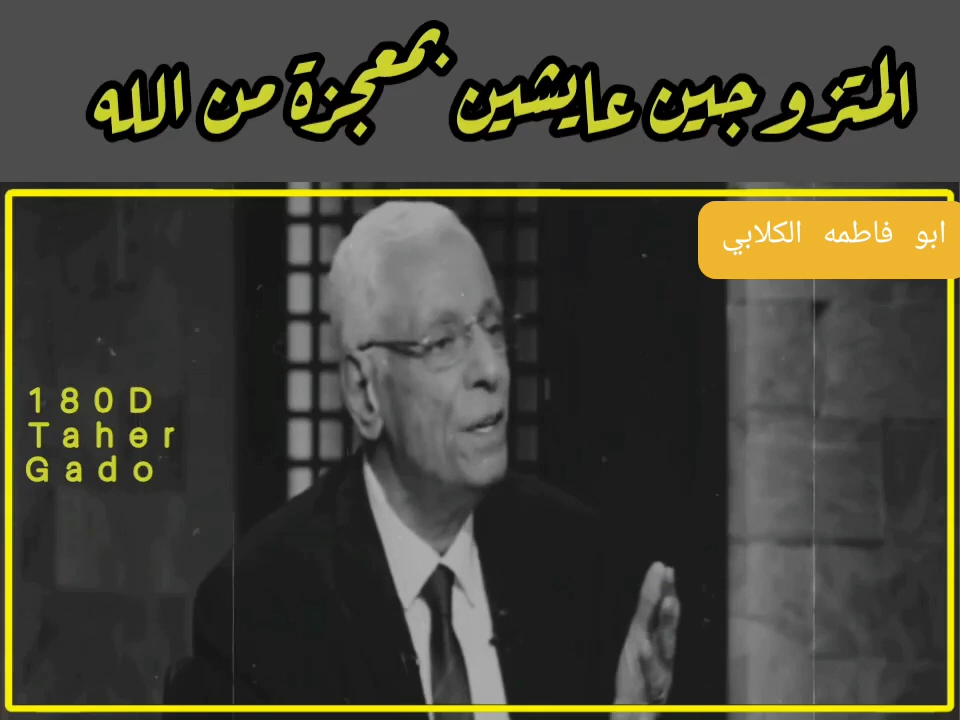 المتزوجين عايشين بمعجزة من الله
ابو فاطمه الكلابي
180D
Taher
Gado